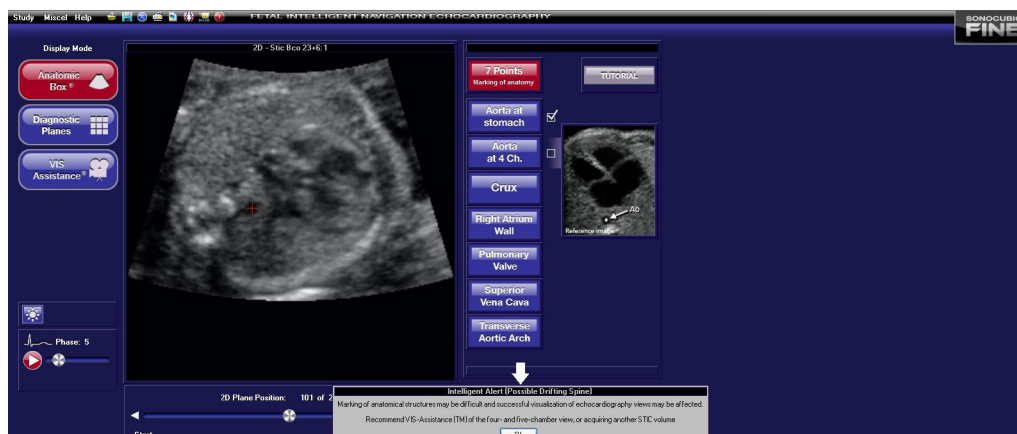 Study Miscel Help
FETAL INTELLIGENT NAVIGATION ECHOCARDIOGRAPHY
SONOCUBIC
FINE
Display Mode
Anatomic
Box ®
Diagnostic
Planes
VIS
Assistance®
Phase: 5
2D - Stic Bco 23+6:1
7 Points
Marking of anatomy
TUTORIAL
Aorta at
stomach
Aorta
at 4 Ch.
Crux
Right Atrium
Wall
Pulmonary
Valve
Superior
Vena Cava
Transverse
Aortic Arch
Ao
Reference image
2D Plane Position: 101 of 2
Intelligent Alert (Possible Drifting Spine)
Marking of anatomical structures may be difficult and successful visualization of echocardiography views may be affected.
Recommend VIS-Assistance (TM) of the four- and five-chamber view, or acquiring another STIC volume